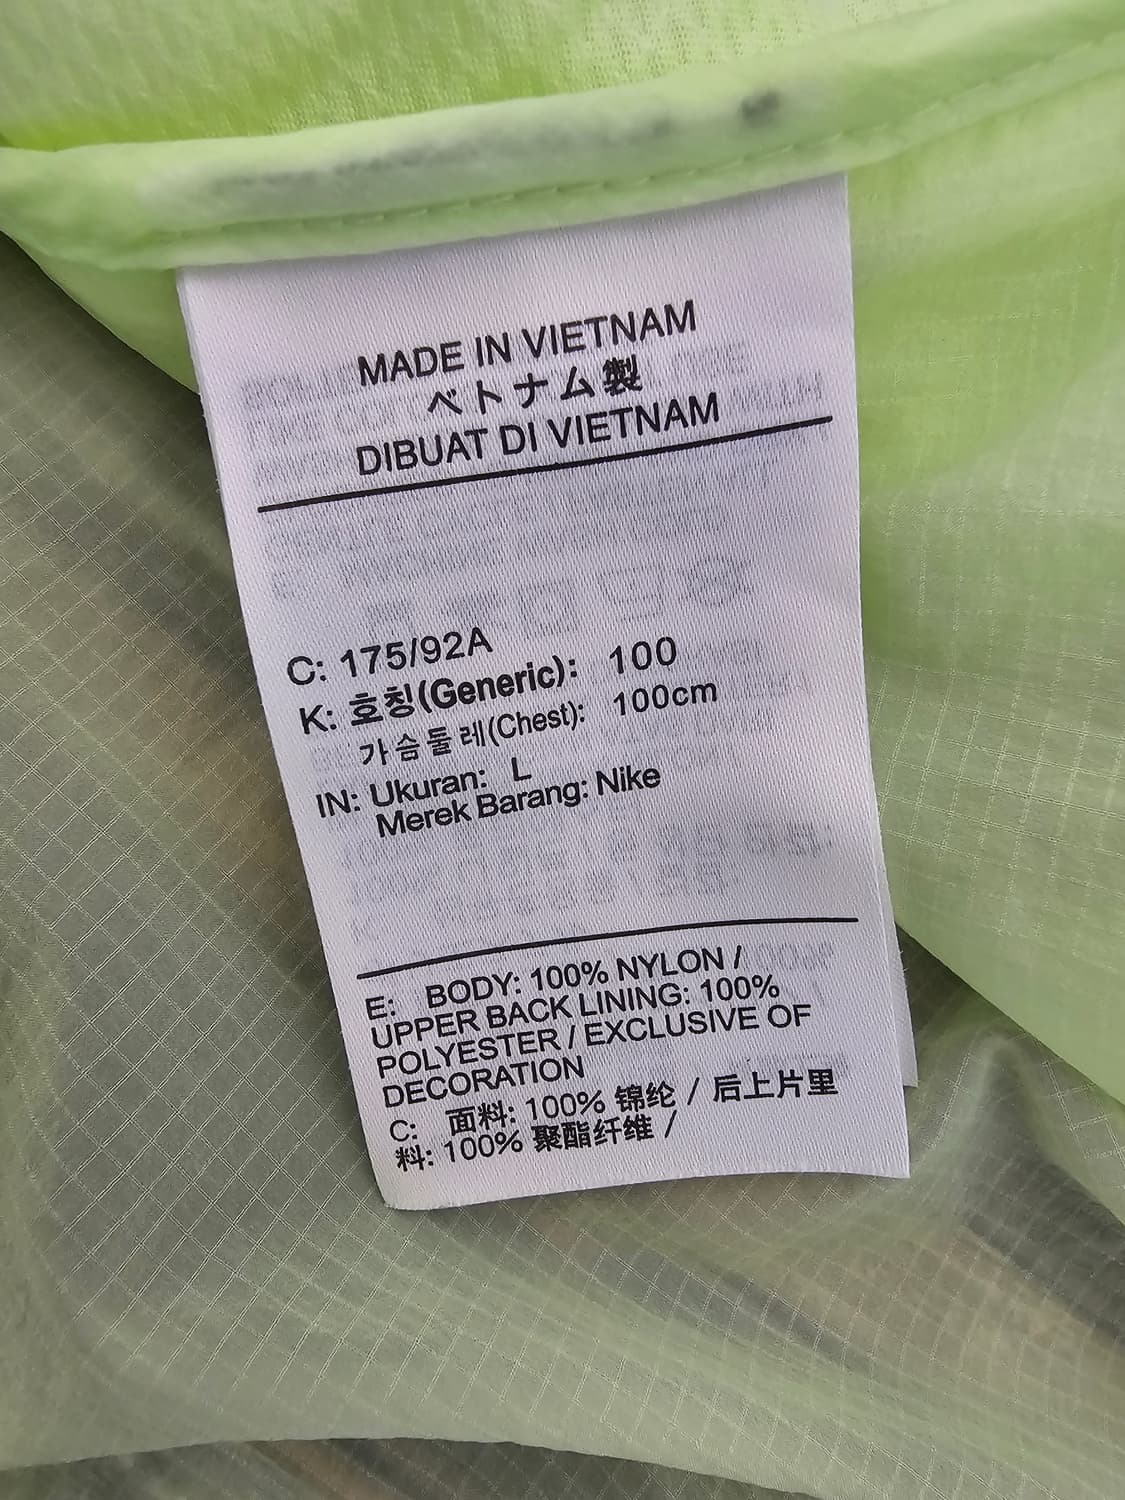 MADE IN VIETNAM
ベトナム製
DIBUAT DI VIETNAM
C: 175/92A
K: 호칭(Generic): 100
가슴둘레(Chest): 100cm
IN: Ukuran: L
Merek Barang: Nike
E: BODY: 100% NYLON /
UPPER BACK LINING: 100%
POLYESTER / EXCLUSIVE OF
DECORATION
C: 面料: 100% 锦纶 / 后上片里
料: 100% 聚酯纤维 /